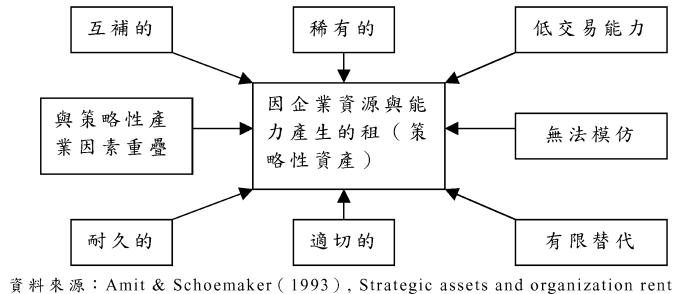 互補的
稀有的
低交易能力
與策略性產
業因素重疊
因企業資源與能
力產生的租（策
略性資產）
無法模仿
耐久的
適切的
有限替代
資料來源：Amit & Schoemaker（1993）, Strategic assets and organization rent